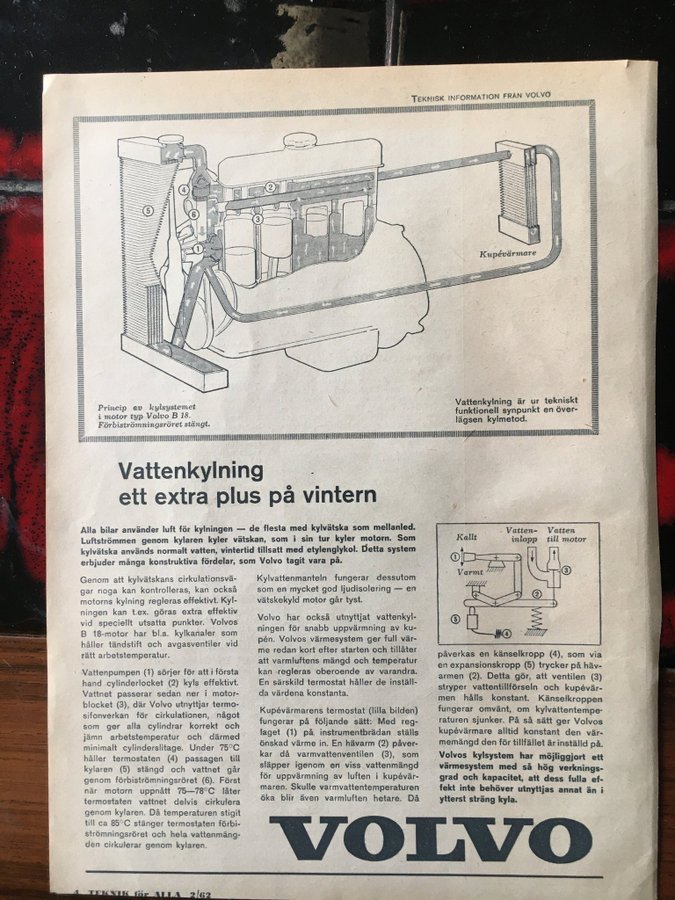 TEKNISK INFORMATION FRÅN VOLVO
5
4
6
1
2
3
Kupévärmare
Princip av kylsystemet
i motor typ Volvo B 18.
Förbiströmningsröret stängt.
Vattenkylning är ur tekniskt
funktionell synpunkt en över-
lägsen kylmetod.
Vattenkylning
ett extra plus på vintern
Alla bilar använder luft för kylningen — de flesta med kylvätska som mellanled.
Luftströmmen genom kylaren kyler vätskan, som i sin tur kyler motorn. Som
kylvätska används normalt vatten, vintertid tillsatt med etylenglykol. Detta system
erbjuder många konstruktiva fördelar, som Volvo tagit vara på.
Genom att kylvätskans cirkulationsvä-
gar noga kan kontrolleras, kan också
motorns kylning regleras effektivt. Kyl-
ningen kan t.ex. göras extra effektiv
vid speciellt utsatta punkter. Volvos
B 18-motor har bl.a. kylkanaler som
håller tändstift och avgasventiler vid
rätt arbetstemperatur.
Vattenpumpen (1) sörjer för att i första
hand cylinderlocket (2) kyls effektivt.
Vattnet passerar sedan ner i motor-
blocket (3), där Volvo utnyttjar termo-
sifonverkan för cirkulationen, något
som ger alla cylindrar korrekt och
jämn arbetstemperatur och därmed
minimalt cylinderslitage. Under 75°C
håller termostaten (4) passagen till
kylaren (5) stängd och vattnet går
genom förbiströmningsröret (6). Först
när motorn uppnått 75—78°C låter
termostaten vattnet delvis cirkulera
genom kylaren. Då temperaturen stigit
till ca 85°C stänger termostaten förbi-
strömningsröret och hela vattenmäng-
den cirkulerar genom kylaren.
Kylvattenmanteln fungerar dessutom
som en mycket god ljudisolering — en
vätskekyld motor går tyst.
Volvo har också utnyttjat vattenkyl-
ningen för snabb uppvärmning av ku-
pén. Volvos värmesystem ger full vär-
me redan kort efter starten och tillåter
att varmluftens mängd och temperatur
kan regleras oberoende av varandra.
En särskild termostat håller de inställ-
da värdena konstanta.
Kupévärmarens termostat (lilla bilden)
fungerar på följande sätt: Med reg-
laget (1) på instrumentbrädan ställs
önskad värme in. En hävarm (2) påver-
kar då varmvattenventilen (3), som
släpper igenom en viss vattenmängd
för uppvärmning av luften i kupévär-
maren. Skulle varmvattentemperaturen
öka blir även varmluften hetare. Då
Kallt
Vatten-
inlopp
Vatten
till motor
1
Varmt
3
2
5
4
påverkas en känselkropp (4), som via
en expansionskropp (5) trycker på häv-
armen (2). Detta gör, att ventilen (3)
stryper vattentillförseln och kupévär-
men hålls konstant. Känselkroppen
fungerar omvänt, om kylvattentempe-
raturen sjunker. På så sätt ger Volvos
kupévärmare alltid konstant den vär-
memängd den för tillfället är inställd på.
Volvos kylsystem har möjliggjort ett
värmesystem med så hög verknings-
grad och kapacitet, att dess fulla ef-
fekt inte behöver utnyttjas annat än i
ytterst sträng kyla.
VOLVO
4 TEKNIK för ALLA 2/62